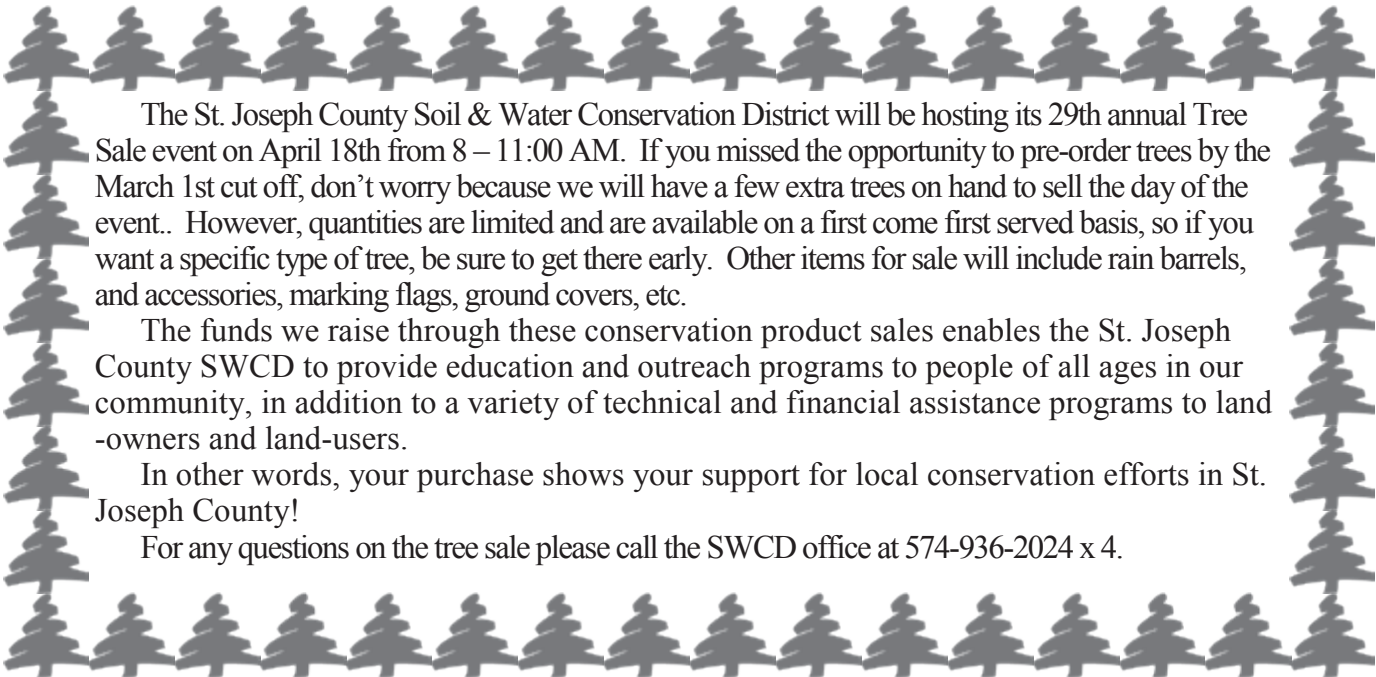 The St. Joseph County Soil & Water Conservation District will be hosting its 29th annual Tree
Sale event on April 18th from 8 – 11:00 AM.  If you missed the opportunity to pre-order trees by the
March 1st cut off, don’t worry because we will have a few extra trees on hand to sell the day of the
event..  However, quantities are limited and are available on a first come first served basis, so if you
want a specific type of tree, be sure to get there early.  Other items for sale will include rain barrels,
and accessories, marking flags, ground covers, etc.
The funds we raise through these conservation product sales enables the St. Joseph
County SWCD to provide education and outreach programs to people of all ages in our
community, in addition to a variety of technical and financial assistance programs to land
-owners and land-users.
In other words, your purchase shows your support for local conservation efforts in St.
Joseph County!
For any questions on the tree sale please call the SWCD office at 574-936-2024 x 4.